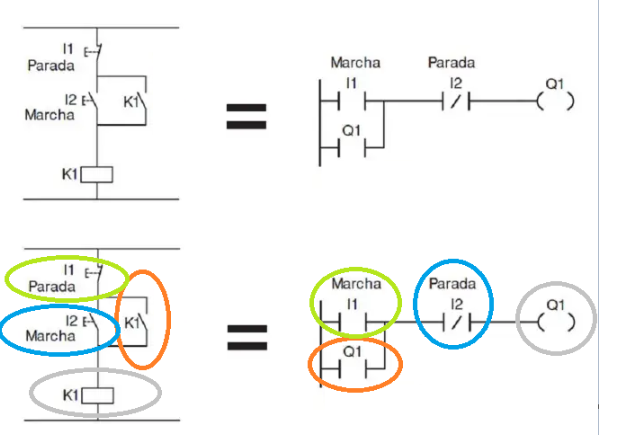 I1
Parada
I2
Marcha
K1
K1
=
Marcha
Parada
I1
I2
Q1
Q1
I1
Parada
I2
Marcha
K1
K1
=
Marcha
Parada
I1
I2
Q1
Q1